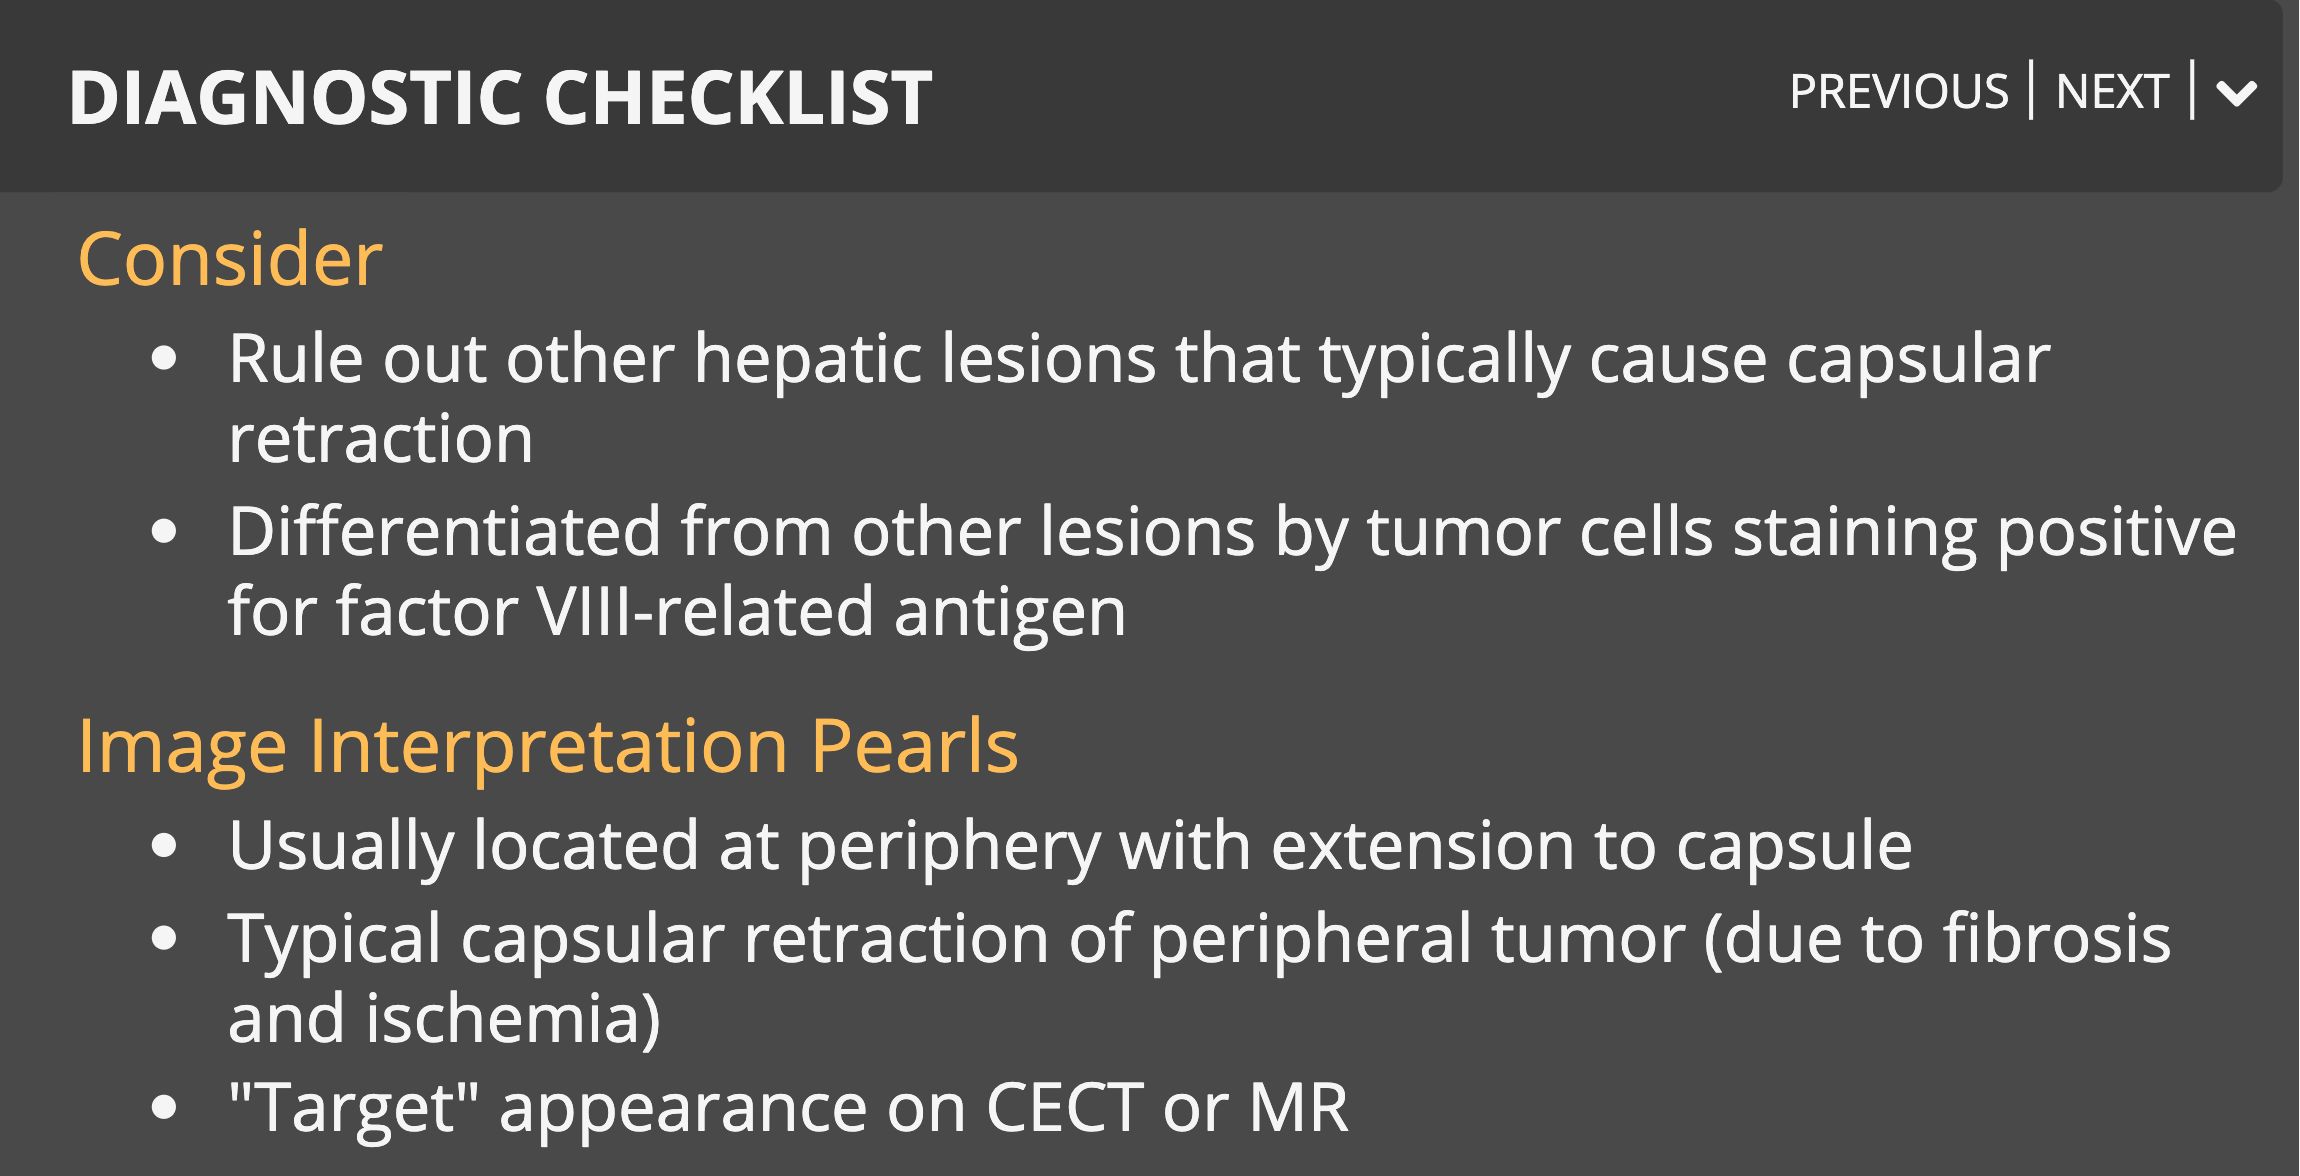 DIAGNOSTIC CHECKLIST
PREVIOUS | NEXT |
Consider
• Rule out other hepatic lesions that typically cause capsular
retraction
• Differentiated from other lesions by tumor cells staining positive
for factor VIII-related antigen
Image Interpretation Pearls
• Usually located at periphery with extension to capsule
• Typical capsular retraction of peripheral tumor (due to fibrosis
and ischemia)
• "Target" appearance on CECT or MR